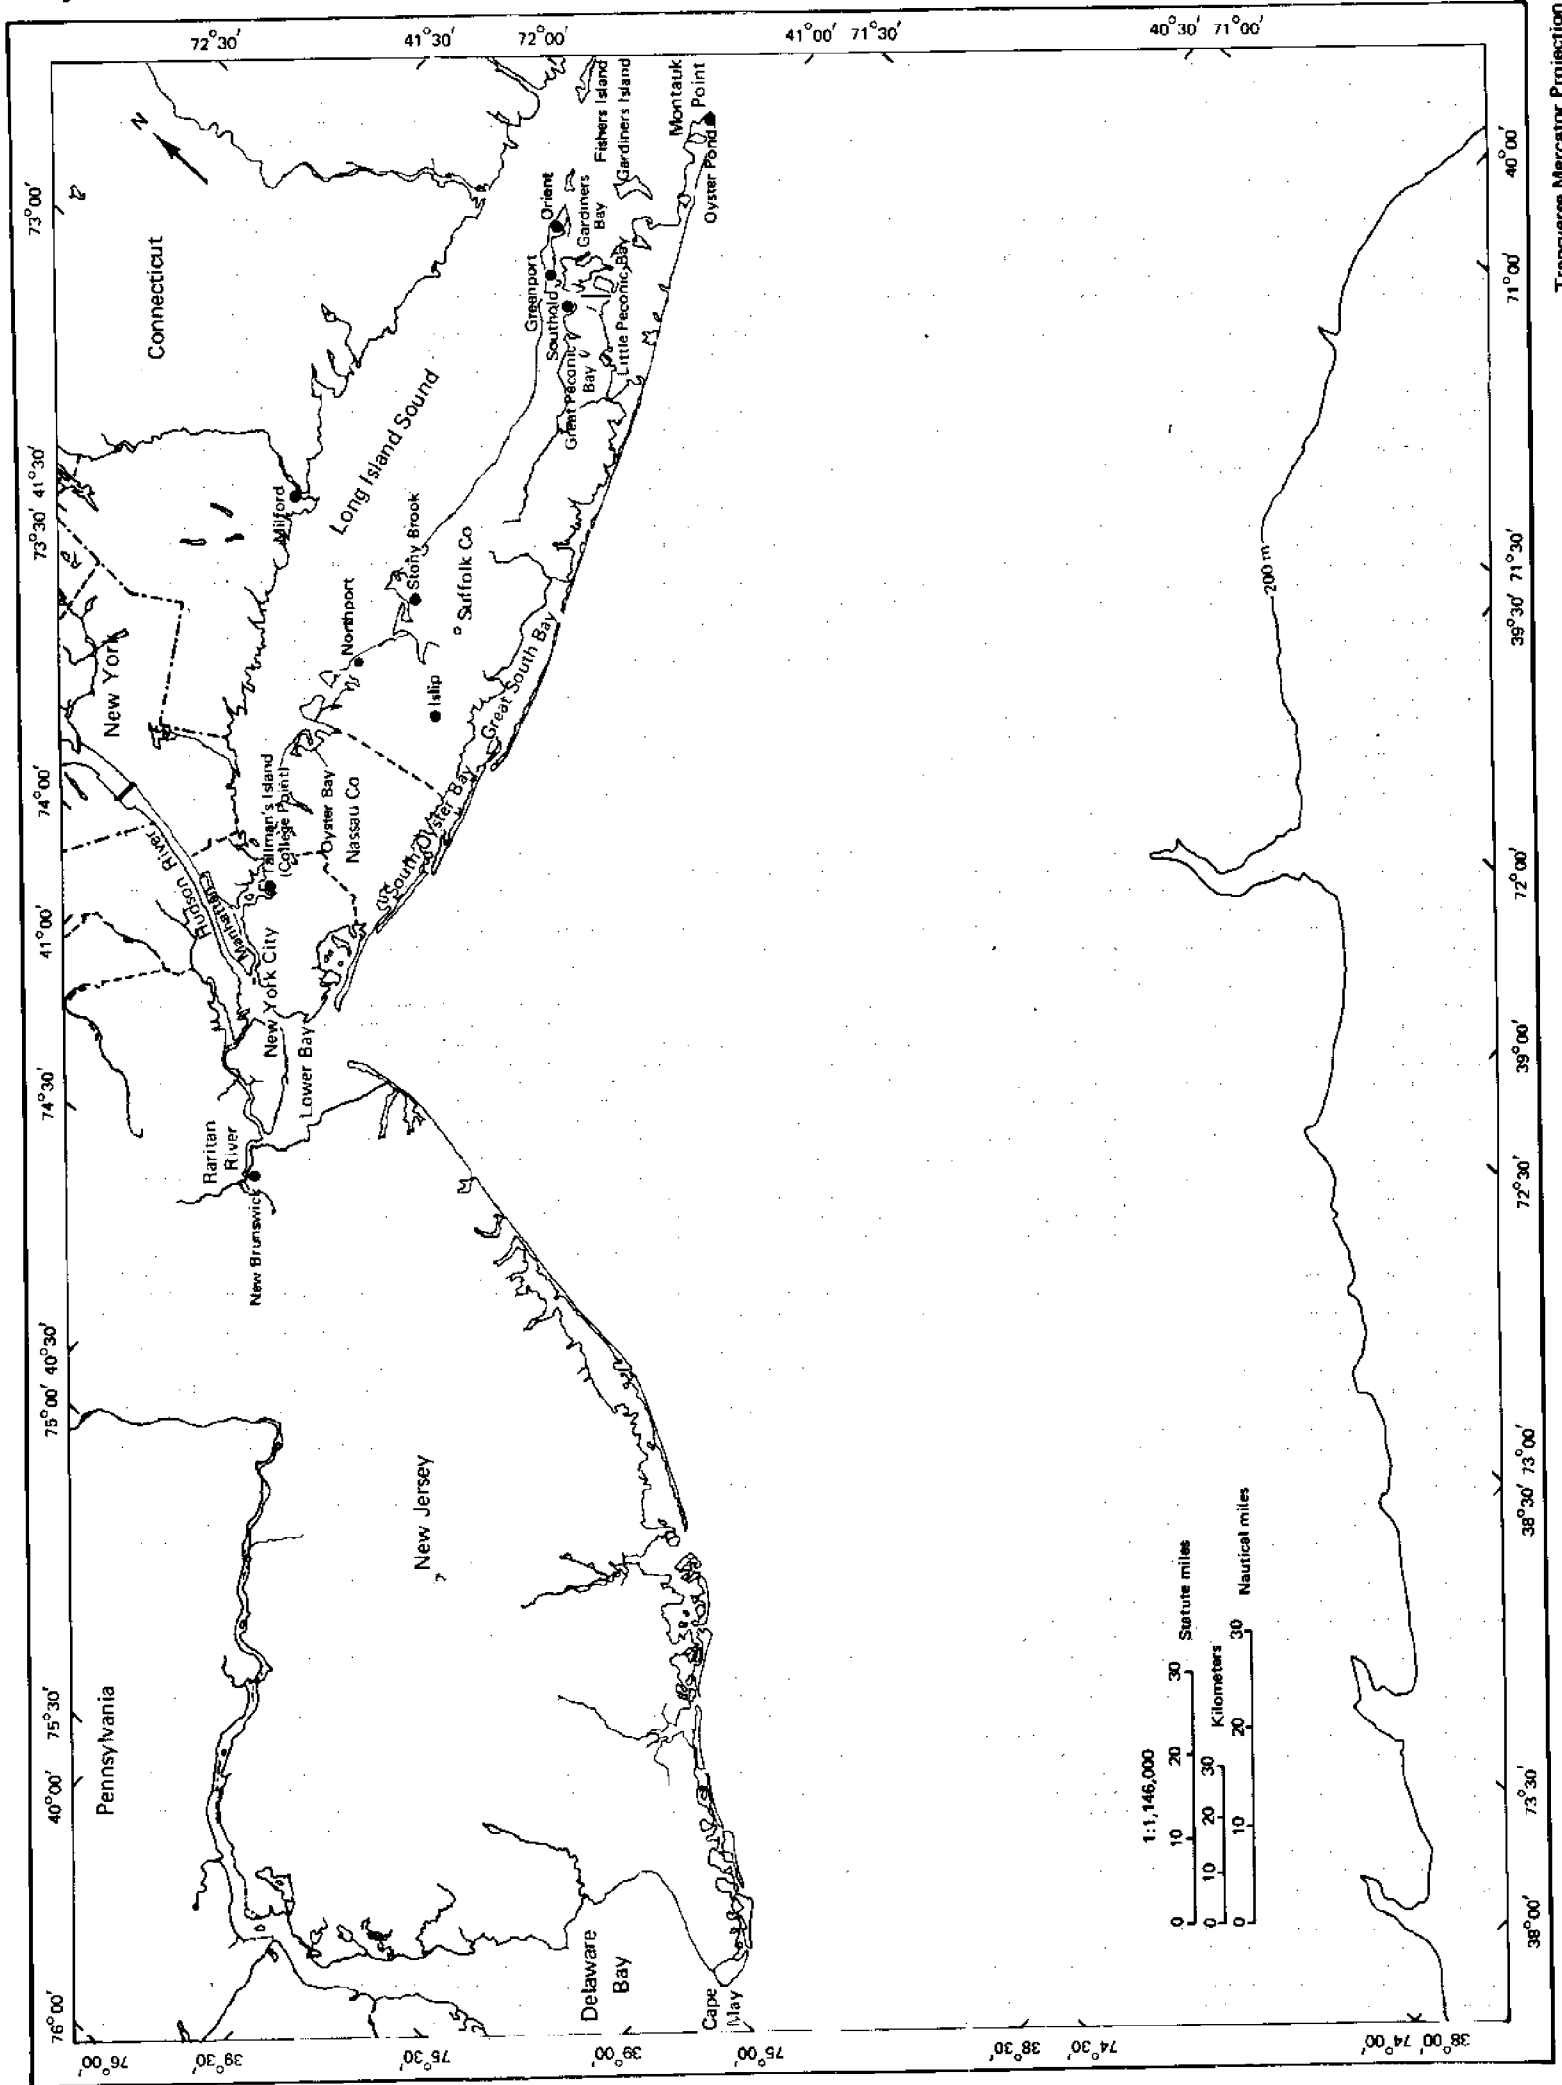 72°30'
41°30'
72°00'
41°00'
71°30'
40°30'
71°00'
73°00'
41°30'
73°30'
74°00'
41°00'
74°30'
40°30'
75°00'
75°30'
40°00'
76°00'
N
Connecticut
Fishers Island
Gardiners Island
Montauk
Point
Oyster Pond
Orient
Gardiners
Bay
Greenport
Southold
Great Peconic
Bay
Little Peconic Bay
Long Island Sound
Milford
Stony Brook
Suffolk Co
Northport
Islip
New York
Great South Bay
South Oyster Bay
Tallman's Island
(College Point)
Oyster Bay
Nassau Co
Hudson River
Manhattan
New York City
Lower Bay
Raritan
River
New Brunswick
New Jersey
Pennsylvania
Delaware
Bay
Cape
May
200 m
1:1,146,000
0 10 20 30 Statute miles
0 10 20 30 Kilometers
0 10 20 30 Nautical miles
40°00'
71°00'
71°30'
39°30'
72°00'
39°00'
72°30'
73°00'
38°30'
73°30'
38°00'
76°00'
39°30'
75°30'
39°00'
75°00'
38°30'
74°30'
74°00'
38°00'
Transverse Mercator Projection